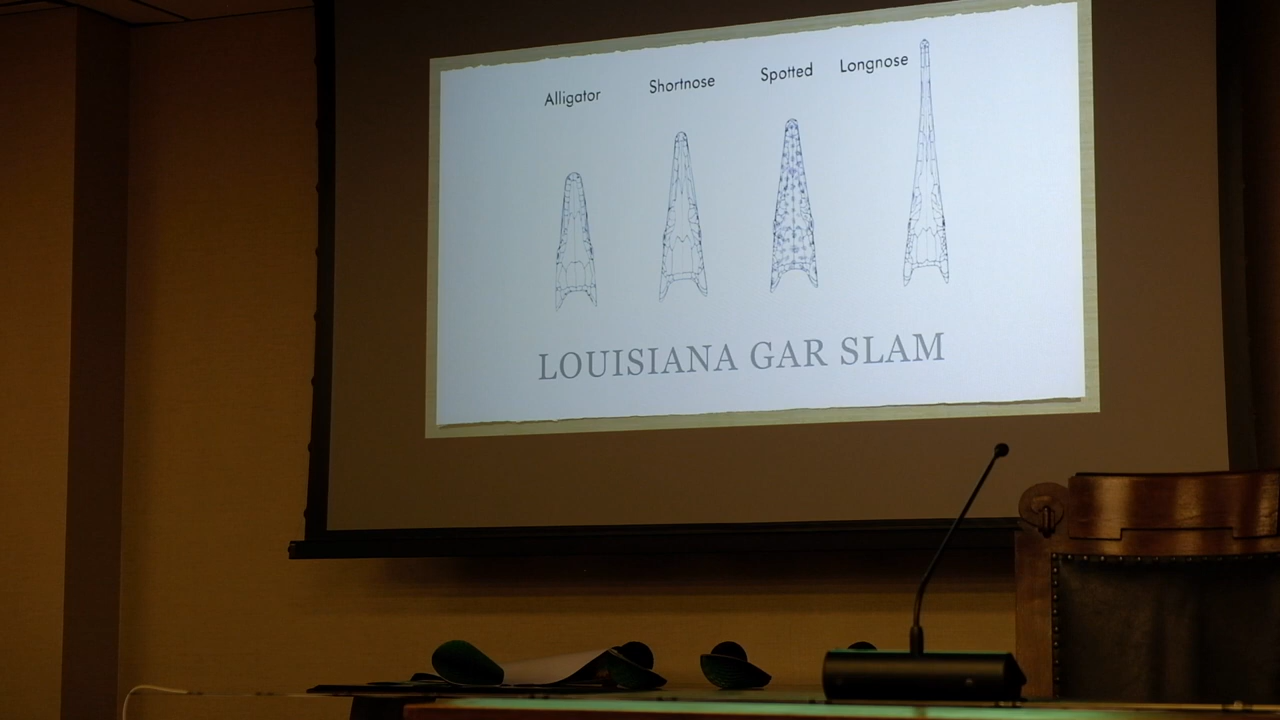 Alligator
Shortnose
Spotted
Longnose
LOUISIANA GAR SLAM